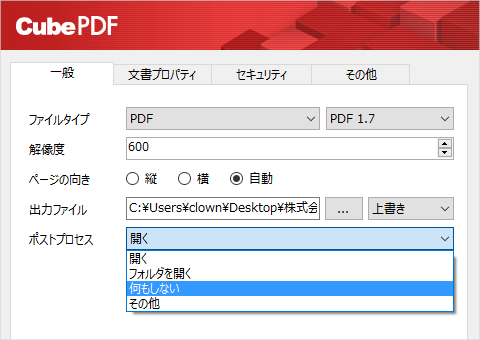 CubePDF
一般 文書プロパティ セキュリティ その他
ファイルタイプ PDF PDF 1.7
解像度 600
ページの向き 縦 横 自動
出力ファイル C:¥Users¥clown¥Desktop¥株式会 ... 上書き
ポストプロセス 開く
開く
フォルダを開く
何もしない
その他